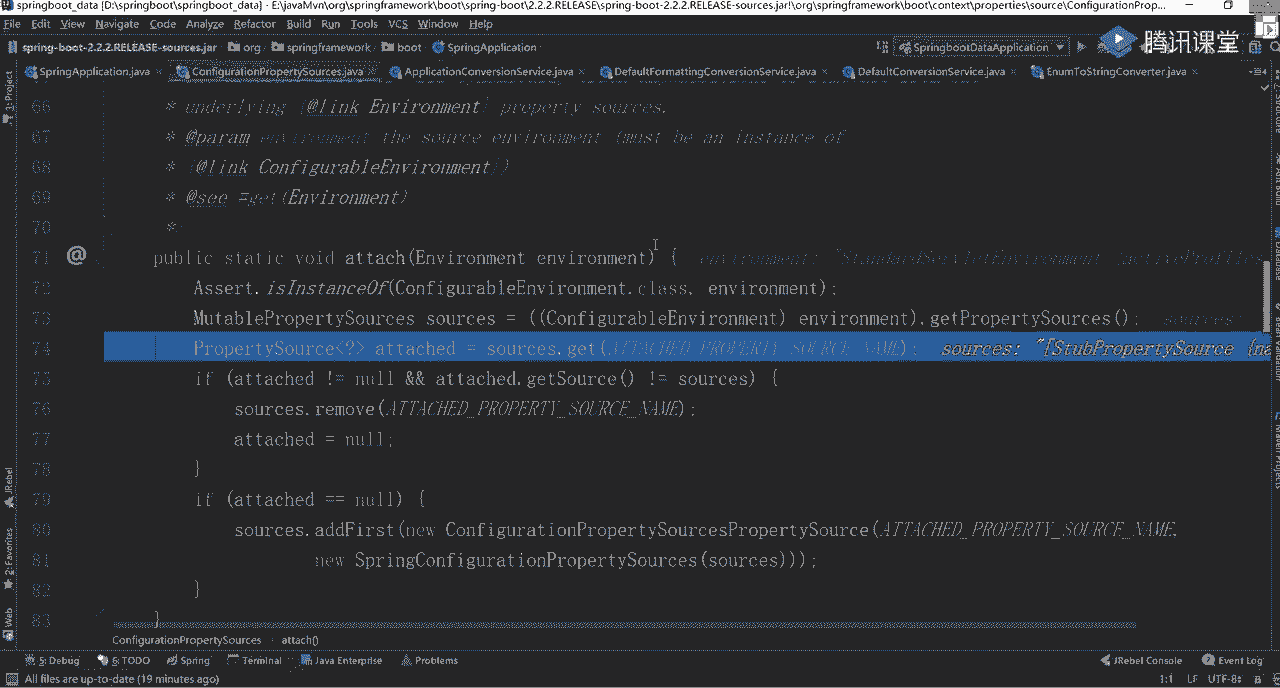 springboot_data [D:\springboot\springboot_data] - E:\javaMvn\org\springframework\boot\spring-boot\2.2.2.RELEASE\spring-boot-2.2.2.RELEASE-sources.jar!\org\springframework\boot\context\properties\source\ConfigurationProp...
File Edit View Navigate Code Analyze Refactor Build Run Tools VCS Window Help
spring-boot-2.2.2.RELEASE-sources.jar org springframework boot SpringApplication SpringbootDataApplication
腾讯课堂
SpringApplication.java ConfigurationPropertySources.java ApplicationConversionService.java DefaultFormattingConversionService.java DefaultConversionService.java EnumToStringConverter.java
66 * underlying {@link Environment} property sources.
67 * @param environment the source environment (must be an instance of
68 * {@link ConfigurableEnvironment})
69 * @see #get(Environment)
70 *
71 @ public static void attach(Environment environment) { environment: "StandardServletEnvironment {activeProfiles
72 Assert.isInstanceOf(ConfigurableEnvironment.class, environment);
73 MutablePropertySources sources = ((ConfigurableEnvironment) environment).getPropertySources(); sources:
74 PropertySource<?> attached = sources.get(ATTACHED_PROPERTY_SOURCE_NAME); sources: "[StubPropertySource {na
75 if (attached != null && attached.getSource() != sources) {
76 sources.remove(ATTACHED_PROPERTY_SOURCE_NAME);
77 attached = null;
78 }
79 if (attached == null) {
80 sources.addFirst(new ConfigurationPropertySourcesPropertySource(ATTACHED_PROPERTY_SOURCE_NAME,
81 new SpringConfigurationPropertySources(sources)));
82 }
83 }
ConfigurationPropertySources › attach()
1: Project
JRebel
2: Favorites
Web
5: Debug 6: TODO Spring Terminal Java Enterprise Problems JRebel Console Event Log
All files are up-to-date (19 minutes ago) 1:1 LF UTF-8